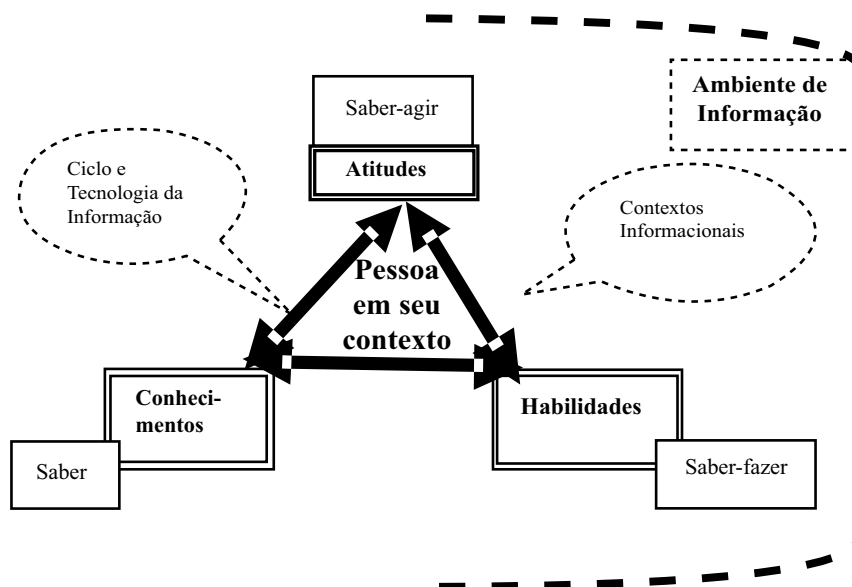 Ambiente de
Informação
Saber-agir
Atitudes
Ciclo e
Tecnologia da
Informação
Contextos
Informacionais
Pessoa
em seu
contexto
Conheci-
mentos
Saber
Habilidades
Saber-fazer